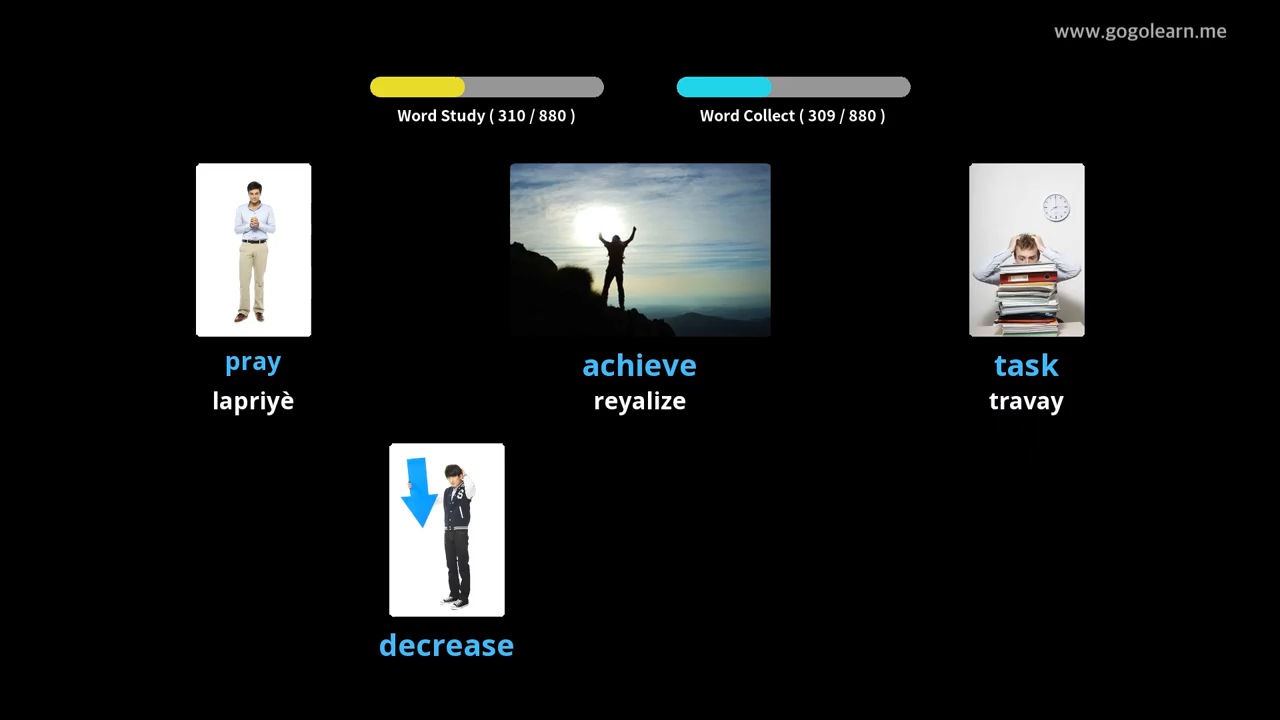 www.gogolearn.me
Word Study ( 310 / 880 )
Word Collect ( 309 / 880 )
pray
lapriyè
achieve
reyalize
task
travay
decrease